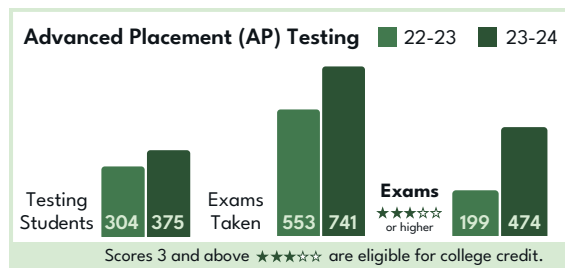 Advanced Placement (AP) Testing 22-23 23-24
Testing
Students 304 375
Exams
Taken 553 741
Exams
★★★☆☆
or higher
199 474
Scores 3 and above ★★★☆☆ are eligible for college credit.